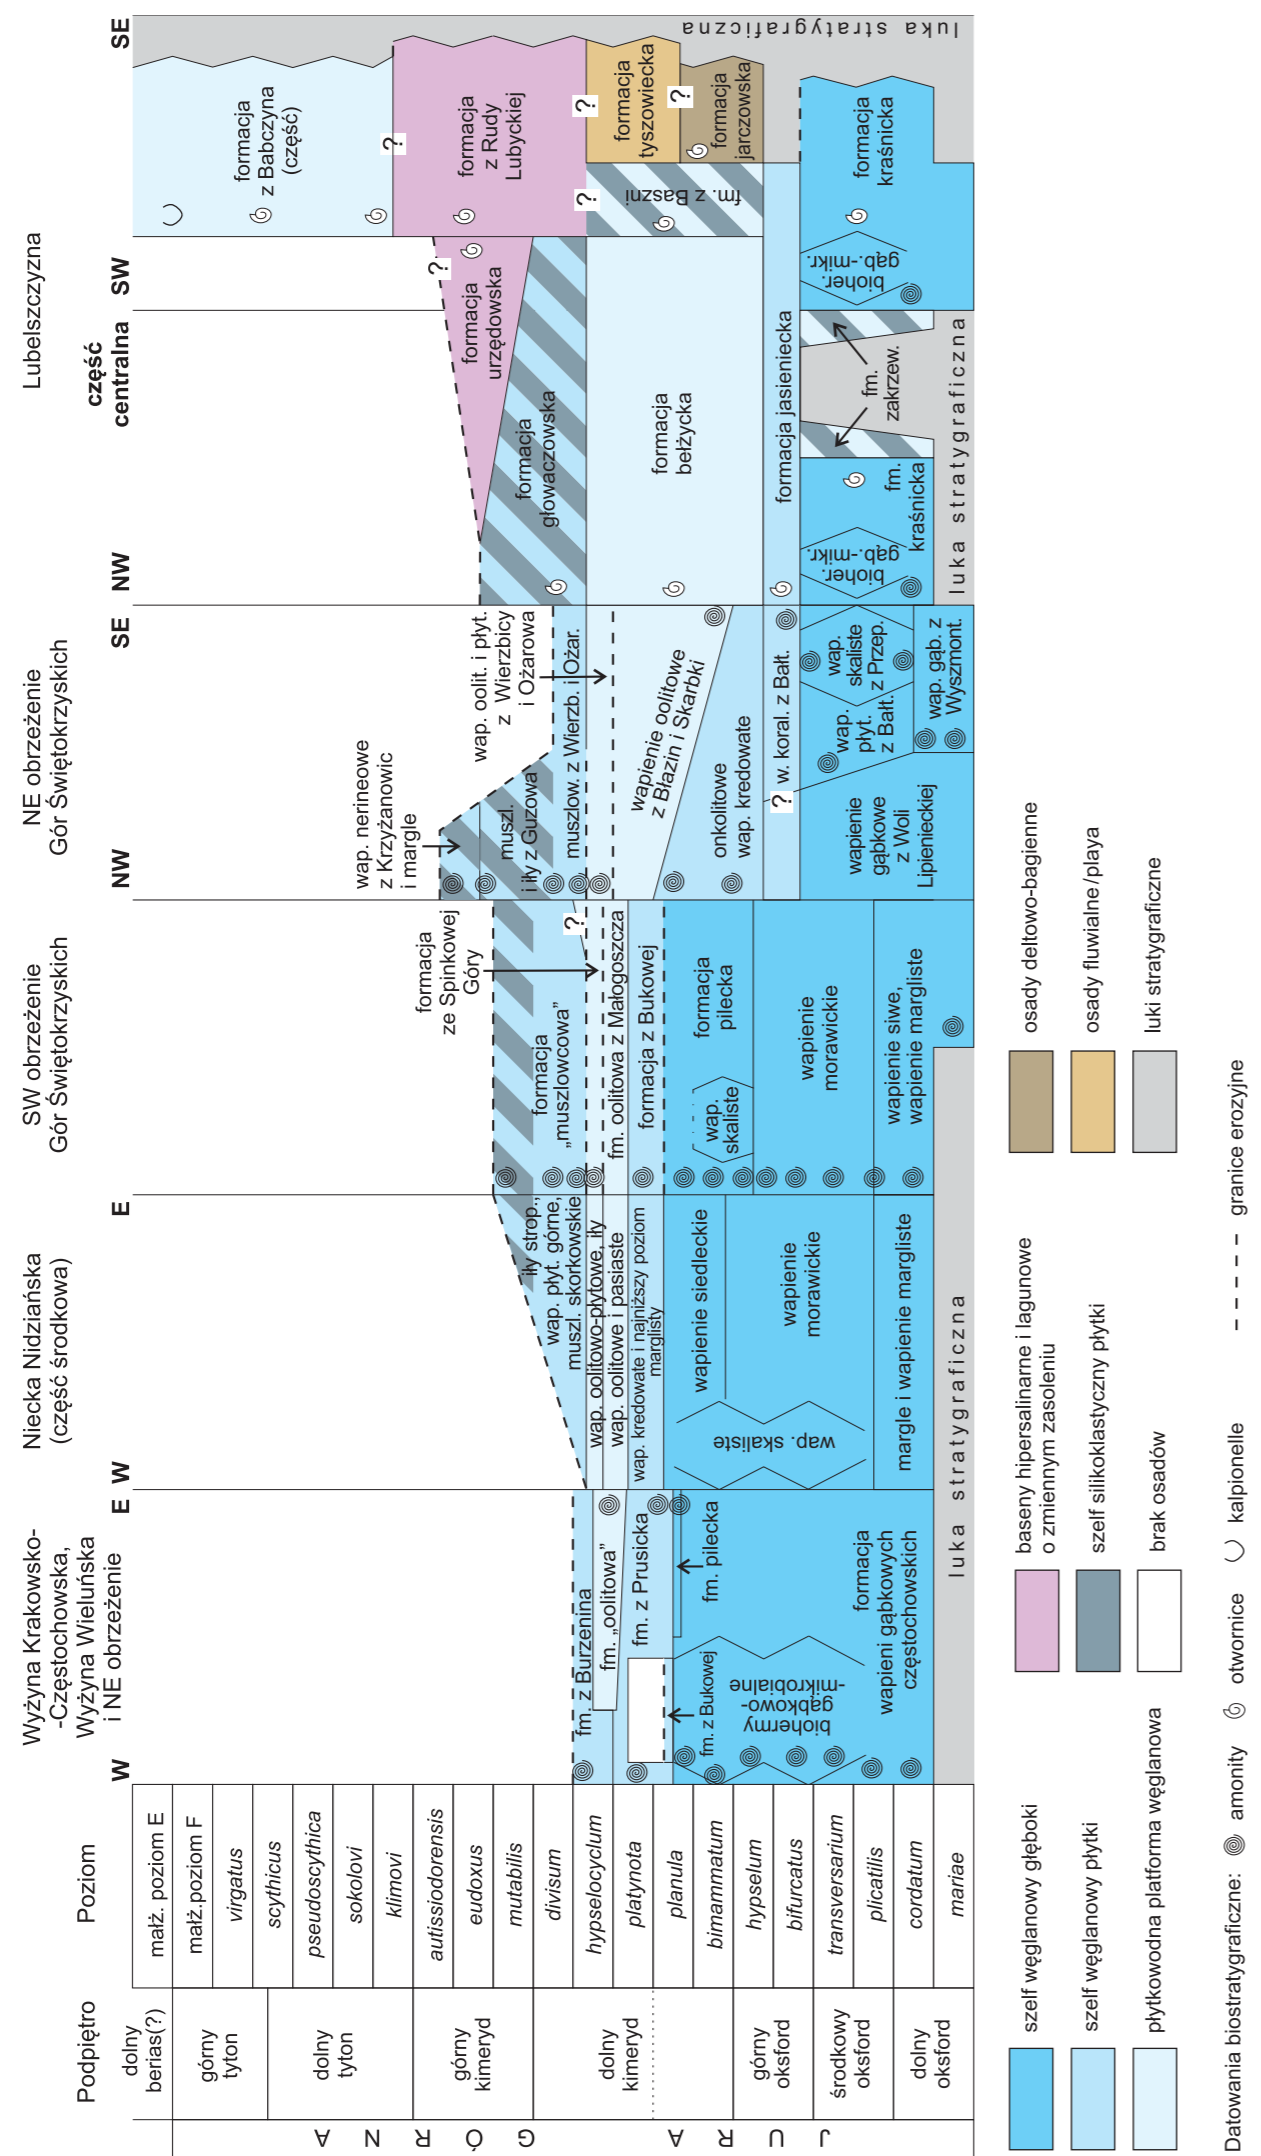 Podpiętro
Poziom
Wyżyna Krakowsko-
-Częstochowska,
Wyżyna Wieluńska
i NE obrzeżenie
W
E
Niecka Nidziańska
(część środkowa)
W
E
SW obrzeżenie
Gór Świętokrzyskich
NE obrzeżenie
Gór Świętokrzyskich
NW
SE
Lubelszczyzna
NW
część
centralna
SW
SE
JURA GÓRNA
dolny
berias(?)
górny
tyton
dolny
tyton
górny
kimeryd
dolny
kimeryd
górny
oksford
środkowy
oksford
dolny
oksford
małż. poziom E
małż.poziom F
virgatus
scythicus
pseudoscythica
sokolovi
klimovi
autissiodorensis
eudoxus
mutabilis
divisum
hypselocyclum
platynota
planula
bimammatum
hypselum
bifurcatus
transversarium
plicatilis
cordatum
mariae
fm. z Burzenina
fm. „oolitowa”
fm. z Prusicka
fm. z Bukowej
fm. pilecka
biohermy
gąbkowo-
-mikrobialne
formacja
wapieni gąbkowych
częstochowskich
luka stratygraficzna
iły strop.,
wap. płyt. górne,
muszl. skorkowskie
wap. oolitowo-płytowe, iły
wap. oolitowe i pasiaste
wap. kredowate i najniższy poziom
marglisty
wapienie siedleckie
wap. skaliste
wapienie
morawickie
margle i wapienie margliste
formacja
ze Spinkowej
Góry
formacja
„muszlowcowa”
?
fm. oolitowa z Małogoszcza
formacja z Bukowej
formacja
pilecka
wap.
skaliste
wapienie
morawickie
wapienie siwe,
wapienie margliste
wap. nerineowe
z Krzyżanowic
i margle
wap. oolit. i płyt.
z Wierzbicy
i Ożarowa
muszl.
i iły z Guzowa
muszlow. z Wierzb. i Ożar.
wapienie oolitowe
z Błazin i Skarbki
onkolitowe
wap. kredowate
?
w. koral. z Bałt.
wapienie
gąbkowe
z Woli
Lipienieckiej
wap.
płyt.
z Bałt.
wap.
skaliste
z Przep.
wap. gąb. z
Wyszmont.
formacja
z Babczyna
(część)
?
formacja
z Rudy
Lubyckiej
?
formacja
urzędowska
formacja
głowaczowska
?
?
formacja
tyszowiecka
?
formacja
jarczowska
fm. z Baszni
formacja
bełżycka
formacja jasieniecka
bioher.
gąb.-mikr.
fm.
kraśnicka
fm.
zakrzew.
bioher.
gąb.-mikr.
formacja
kraśnicka
luka stratygraficzna
luka stratygraficzna
szelf węglanowy głęboki
szelf węglanowy płytki
płytkowodna platforma węglanowa
baseny hipersalinarne i lagunowe
o zmiennym zasoleniu
szelf silikoklastyczny płytki
brak osadów
osady deltowo-bagienne
osady fluwialne/playa
luki stratygraficzne
Datowania biostratygraficzne:
amonity
otwornice
kalpionelle
granice erozyjne